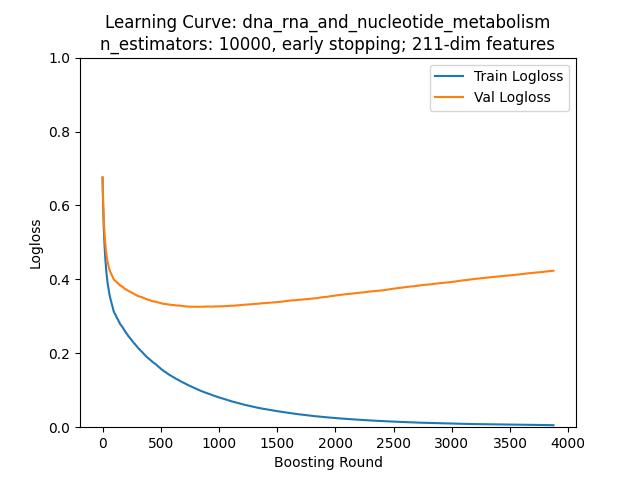 Learning Curve: dna_rna_and_nucleotide_metabolism
n_estimators: 10000, early stopping; 211-dim features
Train Logloss
Val Logloss
Logloss
1.0
0.8
0.6
0.4
0.2
0.0
0 500 1000 1500 2000 2500 3000 3500 4000
Boosting Round